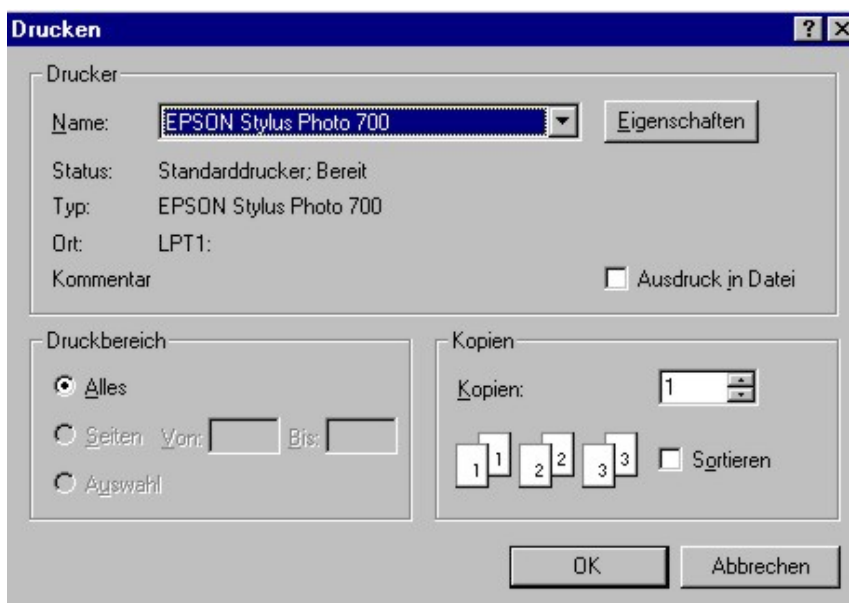 Drucken
Drucker
Name: EPSON Stylus Photo 700 Eigenschaften
Status: Standarddrucker; Bereit
Typ: EPSON Stylus Photo 700
Ort: LPT1:
Kommentar Ausdruck in Datei
Druckbereich
Alles
Seiten Von: Bis:
Auswahl
Kopien
Kopien: 1
1 1 2 2 3 3 Sortieren
OK Abbrechen